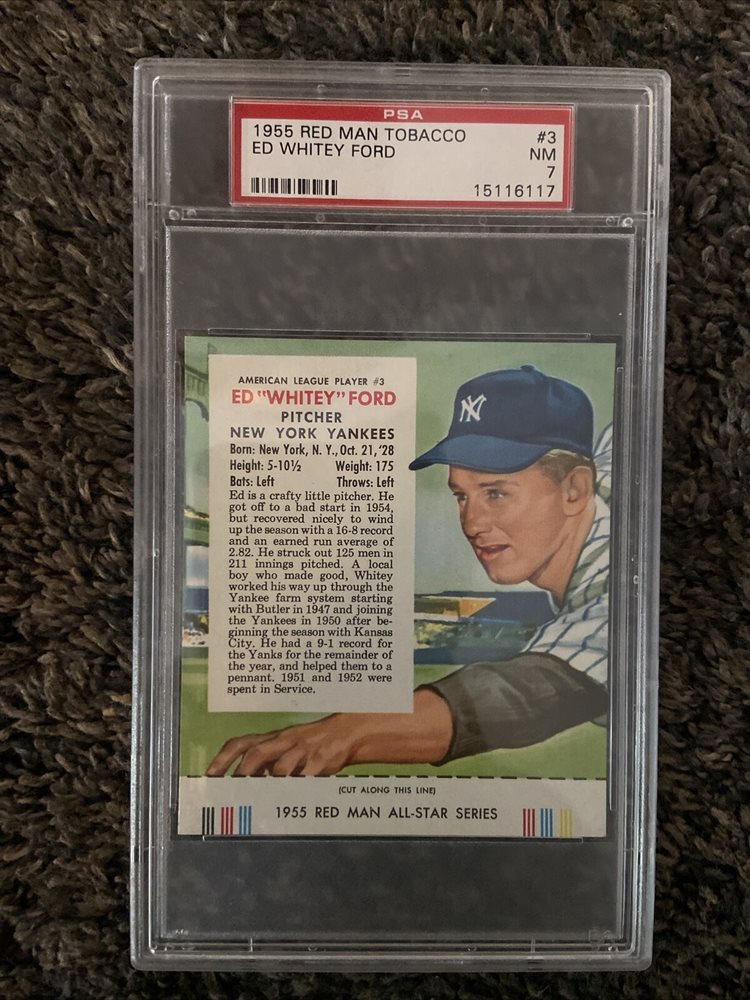 PSA
1955 RED MAN TOBACCO #3
ED WHITEY FORD NM
7
15116117
AMERICAN LEAGUE PLAYER #3
ED "WHITEY" FORD
PITCHER
NEW YORK YANKEES
Born: New York, N. Y., Oct. 21, '28
Height: 5-10½ Weight: 175
Bats: Left Throws: Left
Ed is a crafty little pitcher. He
got off to a bad start in 1954,
but recovered nicely to wind
up the season with a 16-8 record
and an earned run average of
2.82. He struck out 125 men in
211 innings pitched. A local
boy who made good, Whitey
worked his way up through the
Yankee farm system starting
with Butler in 1947 and joining
the Yankees in 1950 after be-
ginning the season with Kansas
City. He had a 9-1 record for
the Yanks for the remainder of
the year, and helped them to a
pennant. 1951 and 1952 were
spent in Service.
NY
(CUT ALONG THIS LINE)
1955 RED MAN ALL-STAR SERIES